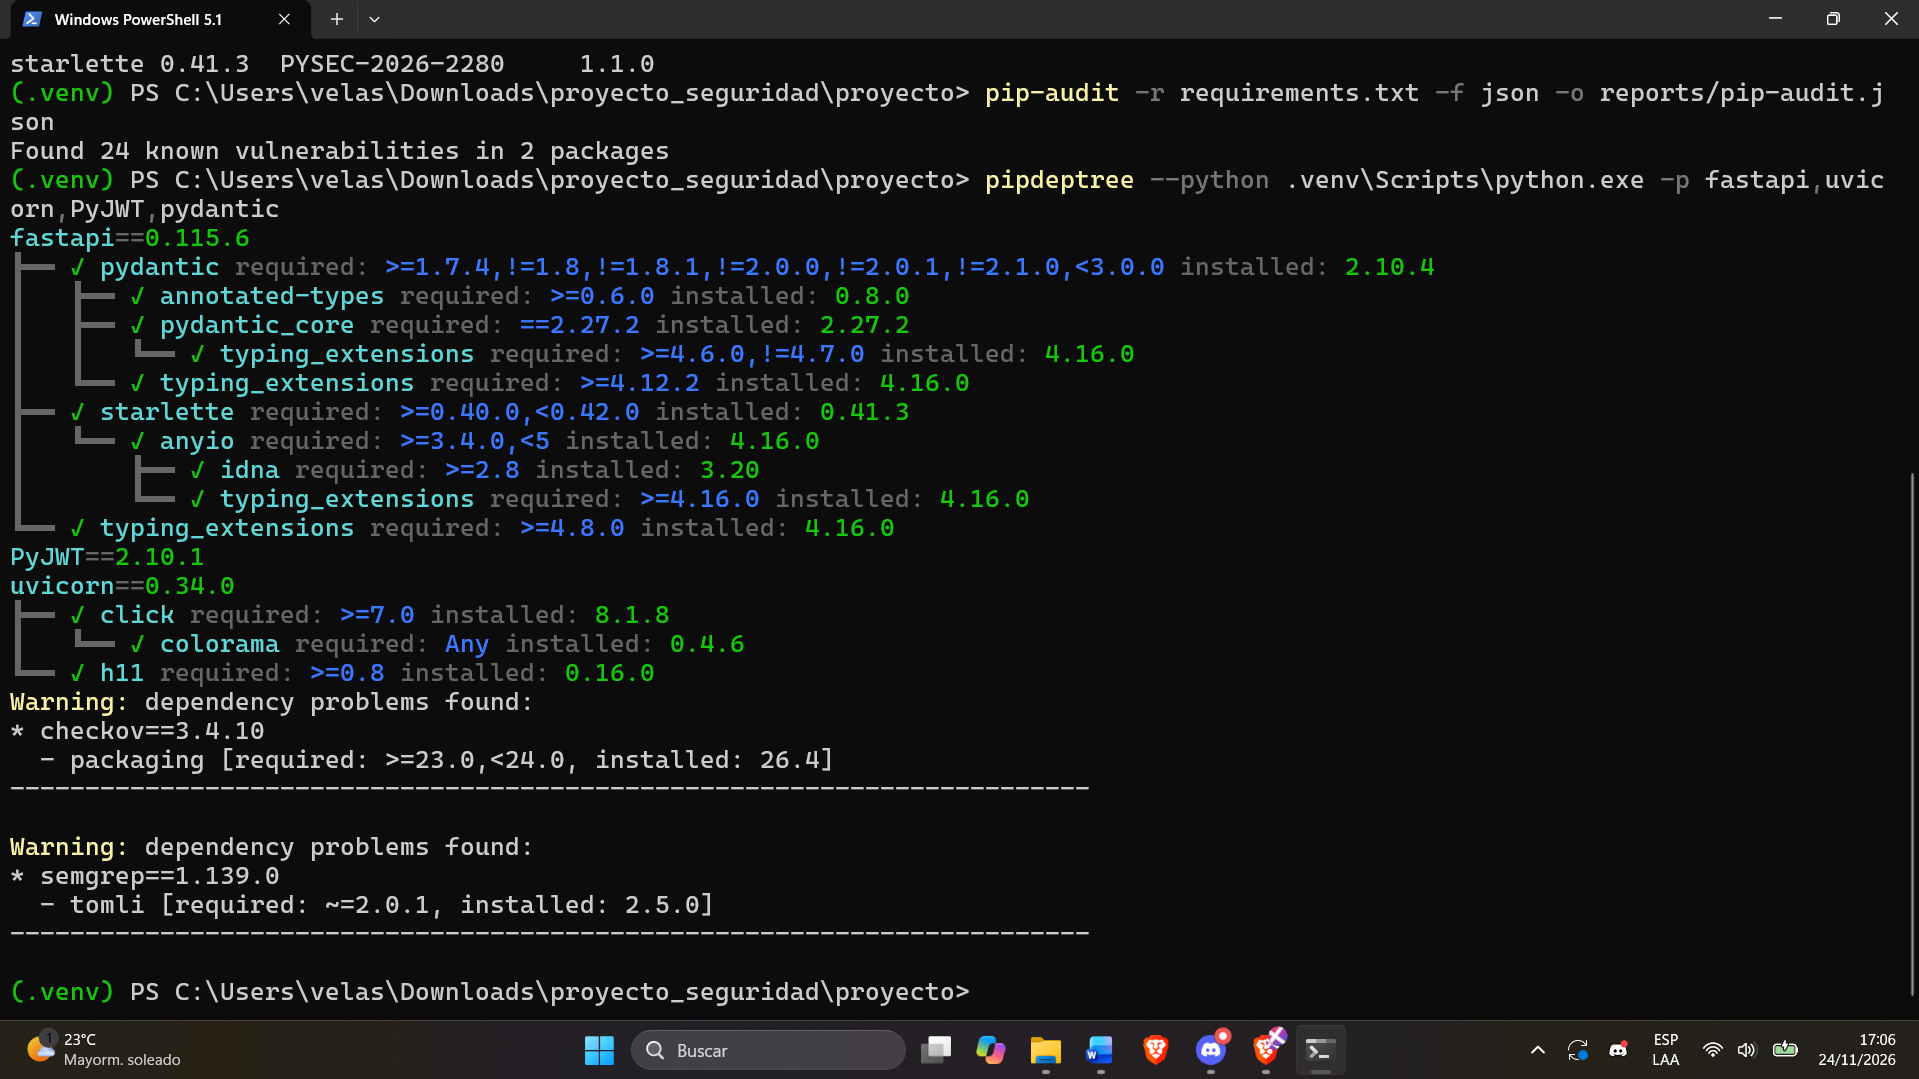 Windows PowerShell 5.1
starlette 0.41.3  PYSEC-2026-2280     1.1.0
(.venv) PS C:\Users\velas\Downloads\proyecto_seguridad\proyecto> pip-audit -r requirements.txt -f json -o reports/pip-audit.j
son
Found 24 known vulnerabilities in 2 packages
(.venv) PS C:\Users\velas\Downloads\proyecto_seguridad\proyecto> pipdeptree --python .venv\Scripts\python.exe -p fastapi,uvic
orn,PyJWT,pydantic
fastapi==0.115.6
├── √ pydantic required: >=1.7.4,!=1.8,!=1.8.1,!=2.0.0,!=2.0.1,!=2.1.0,<3.0.0 installed: 2.10.4
│   ├── √ annotated-types required: >=0.6.0 installed: 0.8.0
│   ├── √ pydantic_core required: ==2.27.2 installed: 2.27.2
│   │   └── √ typing_extensions required: >=4.6.0,!=4.7.0 installed: 4.16.0
│   └── √ typing_extensions required: >=4.12.2 installed: 4.16.0
├── √ starlette required: >=0.40.0,<0.42.0 installed: 0.41.3
│   └── √ anyio required: >=3.4.0,<5 installed: 4.16.0
│       ├── √ idna required: >=2.8 installed: 3.20
│       └── √ typing_extensions required: >=4.16.0 installed: 4.16.0
└── √ typing_extensions required: >=4.8.0 installed: 4.16.0
PyJWT==2.10.1
uvicorn==0.34.0
├── √ click required: >=7.0 installed: 8.1.8
│   └── √ colorama required: Any installed: 0.4.6
└── √ h11 required: >=0.8 installed: 0.16.0
Warning: dependency problems found:
* checkov==3.4.10
  - packaging [required: >=23.0,<24.0, installed: 26.4]
------------------------------------------------------------------------
Warning: dependency problems found:
* semgrep==1.139.0
  - tomli [required: ~=2.0.1, installed: 2.5.0]
------------------------------------------------------------------------
(.venv) PS C:\Users\velas\Downloads\proyecto_seguridad\proyecto>
1
23°C
Mayorm. soleado
Buscar
ESP
LAA
17:06
24/11/2026